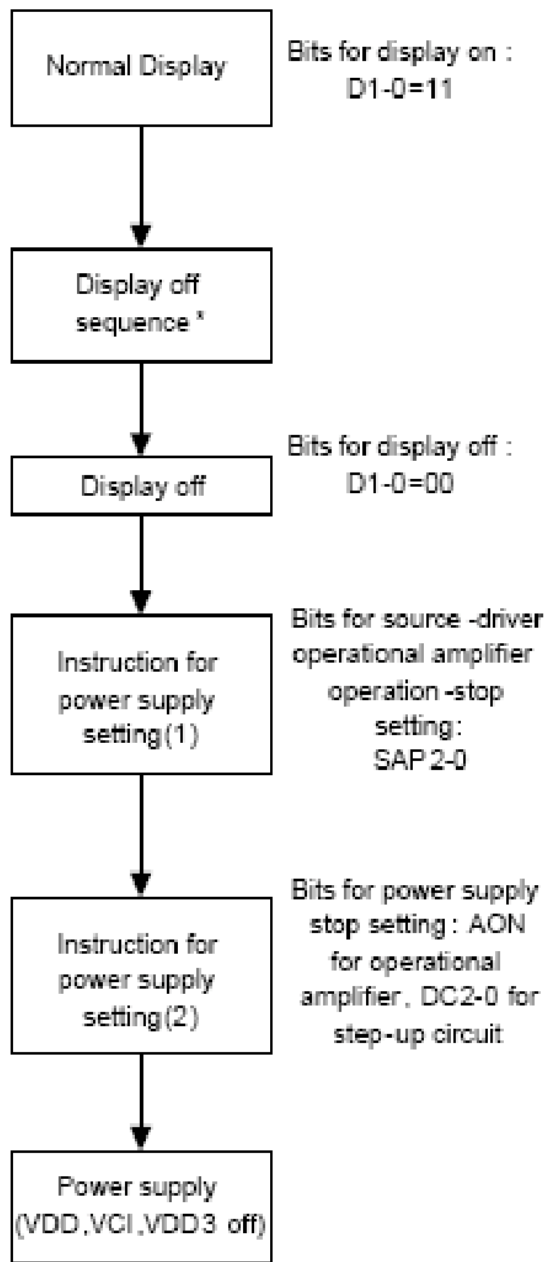 Normal Display
Bits for display on :
D1-0=11
Display off
sequence *
Bits for display off :
D1-0=00
Display off
Instruction for
power supply
setting(1)
Bits for source -driver
operational amplifier
operation -stop
setting:
SAP 2-0
Instruction for
power supply
setting(2)
Bits for power supply
stop setting : AON
for operational
amplifier, DC2-0 for
step-up circuit
Power supply
(VDD,VCI,VDD3 off)